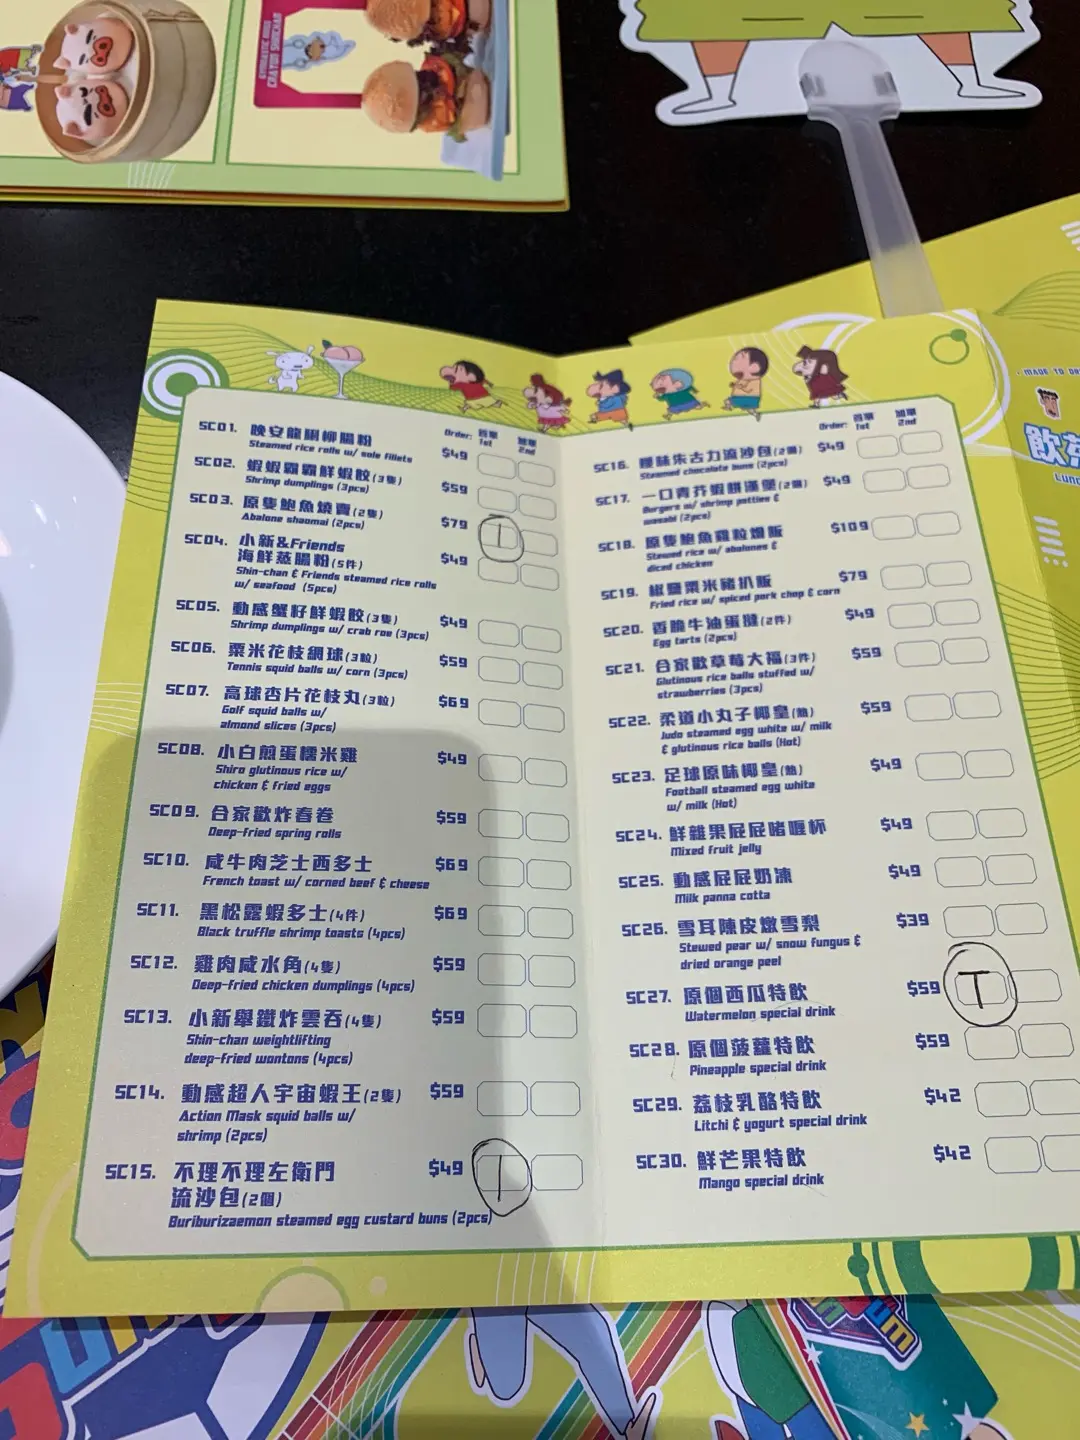 GYMNASTIC KIDS
CRAYON SHINCHAN
MADE TO OR
飲茶
LUNC
Order: 首單 1st 加單 2nd
SC01. 晚安龍脷柳腸粉 $49
Steamed rice rolls w/ sole fillets
SC02. 蝦蝦霸霸鮮蝦餃(3隻) $59
Shrimp dumplings (3pcs)
SC03. 原隻鮑魚燒賣(2隻) $79 1
Abalone shaomai (2pcs)
SC04. 小新&Friends $49
海鮮蒸腸粉(5件)
Shin-chan & Friends steamed rice rolls
w/ seafood (5pcs)
SC05. 動感蟹籽鮮蝦餃(3隻) $49
Shrimp dumplings w/ crab roe (3pcs)
SC06. 粟米花枝網球(3粒) $59
Tennis squid balls w/ corn (3pcs)
SC07. 高球杏片花枝丸(3粒) $69
Golf squid balls w/
almond slices (3pcs)
SC08. 小白煎蛋糯米雞 $49
Shiro glutinous rice w/
chicken & fried eggs
SC09. 合家歡炸春卷 $59
Deep-fried spring rolls
SC10. 咸牛肉芝士西多士 $69
French toast w/ corned beef & cheese
SC11. 黑松露蝦多士(4件) $69
Black truffle shrimp toasts (4pcs)
SC12. 雞肉咸水角(4隻) $59
Deep-fried chicken dumplings (4pcs)
SC13. 小新舉鐵炸雲吞(4隻) $59
Shin-chan weightlifting
deep-fried wontons (4pcs)
SC14. 動感超人宇宙蝦王(2隻) $59
Action Mask squid balls w/
shrimp (2pcs)
SC15. 不理不理左衛門 $49 1
流沙包(2個)
Buriburizaemon steamed egg custard buns (2pcs)
Order: 首單 1st 加單 2nd
SC16. 朱古力流沙包(2個) $49
Steamed chocolate buns (2pcs)
SC17. 一口青芥蝦餅漢堡(2個) $49
Burgers w/ shrimp patties &
wasabi (2pcs)
SC18. 原隻鮑魚雞粒燴飯 $109
Stewed rice w/ abalones &
diced chicken
SC19. 椒鹽粟米豬扒飯 $79
Fried rice w/ spiced pork chop & corn
SC20. 香脆牛油蛋撻(2件) $49
Egg tarts (2pcs)
SC21. 合家歡草莓大福(3件) $59
Glutinous rice balls stuffed w/
strawberries (3pcs)
SC22. 柔道小丸子椰皇(熱) $59
Judo steamed egg white w/ milk
& glutinous rice balls (Hot)
SC23. 足球原味椰皇(熱) $49
Football steamed egg white
w/ milk (Hot)
SC24. 鮮雜果屁屁啫喱杯 $49
Mixed fruit jelly
SC25. 動感屁屁奶凍 $49
Milk panna cotta
SC26. 雪耳陳皮燉雪梨 $39
Stewed pear w/ snow fungus &
dried orange peel
SC27. 原個西瓜特飲 $59 T
Watermelon special drink
SC28. 原個菠蘿特飲 $59
Pineapple special drink
SC29. 荔枝乳酪特飲 $42
Litchi & yogurt special drink
SC30. 鮮芒果特飲 $42
Mango special drink